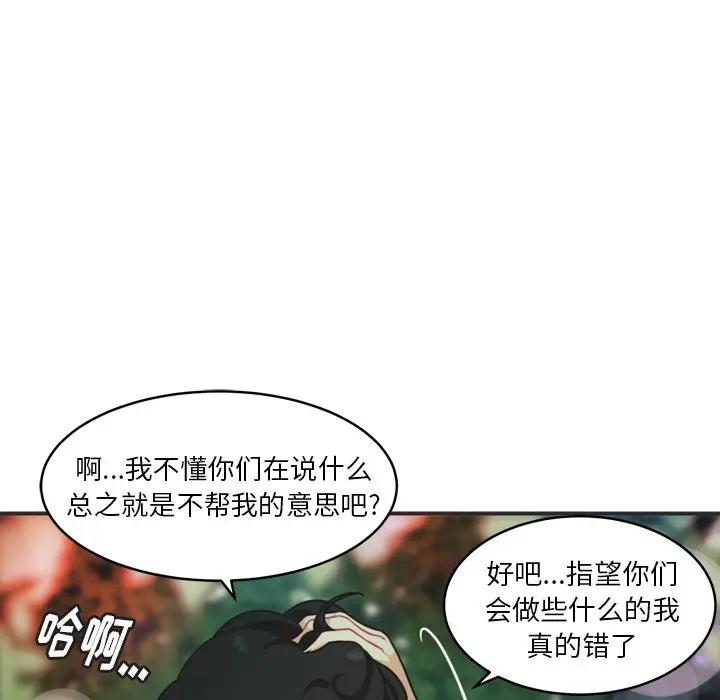 啊...我不懂你们在说什么
总之就是不帮我的意思吧?
好吧...指望你们
会做些什么的我
真的错了
哈啊...